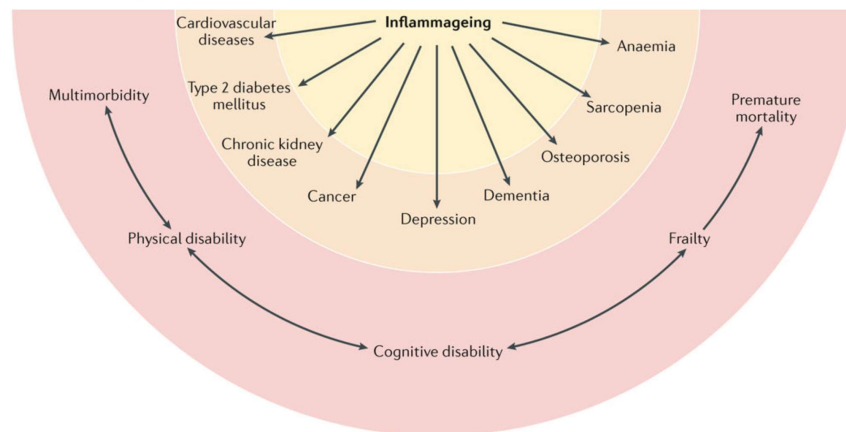 Inflammageing
Cardiovascular
diseases
Type 2 diabetes
mellitus
Chronic kidney
disease
Cancer
Depression
Dementia
Osteoporosis
Sarcopenia
Anaemia
Multimorbidity
Physical disability
Cognitive disability
Frailty
Premature
mortality